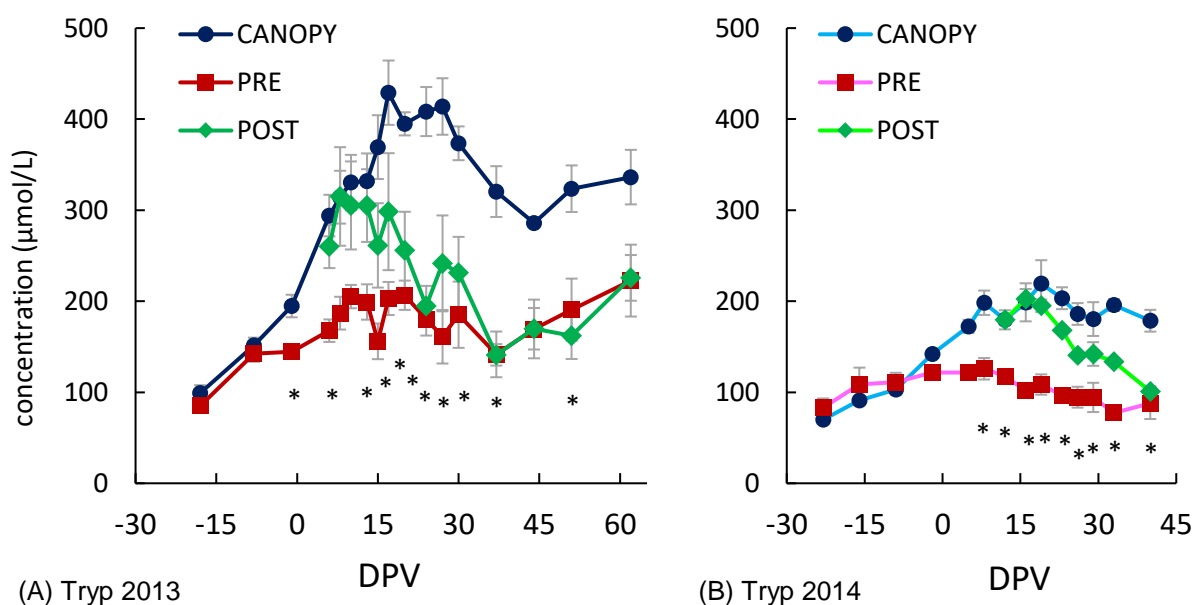 500
400
300
200
100
0
concentration (µmol/L)
CANOPY
PRE
POST
* * * * * * * * * * *
-30 -15 0 15 30 45 60
DPV
(A) Tryp 2013
500
400
300
200
100
0
CANOPY
PRE
POST
* * * * * * * * *
-30 -15 0 15 30 45
DPV
(B) Tryp 2014